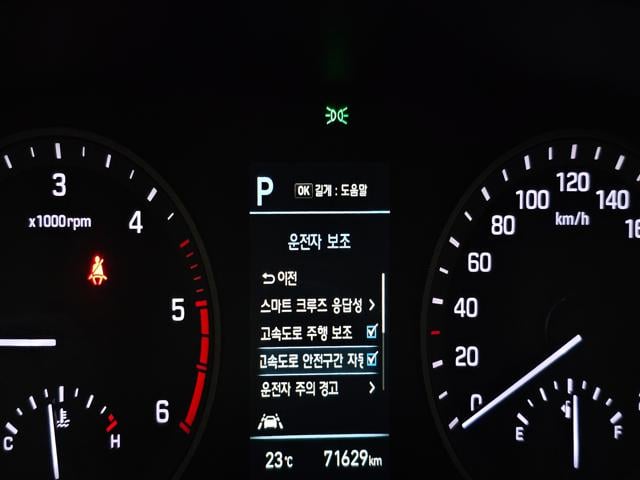 P OK 길게 : 도움말
운전자 보조
이전
스마트 크루즈 응답성
고속도로 주행 보조
고속도로 안전구간 자동
운전자 주의 경고
23℃ 71629km
3
x1000rpm 4
5
6
C H
120
100 140
80 km/h
60
40
20
0
E F